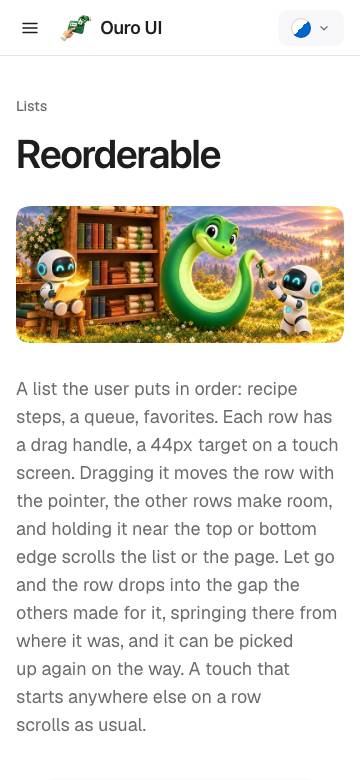 Ouro UI
Lists
Reorderable
A list the user puts in order: recipe
steps, a queue, favorites. Each row has
a drag handle, a 44px target on a touch
screen. Dragging it moves the row with
the pointer, the other rows make room,
and holding it near the top or bottom
edge scrolls the list or the page. Let go
and the row drops into the gap the
others made for it, springing there from
where it was, and it can be picked
up again on the way. A touch that
starts anywhere else on a row
scrolls as usual.